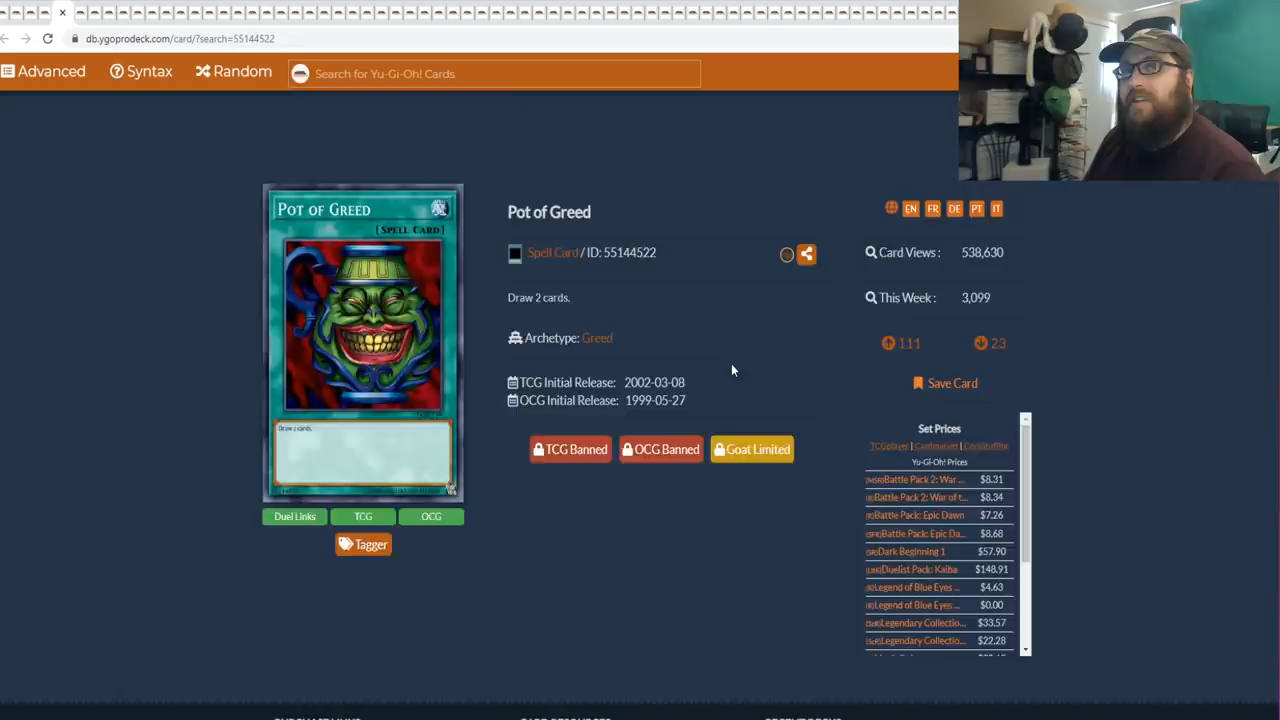 db.ygoprodeck.com/card/?search=55144522
Advanced
Syntax
Random
Search for Yu-Gi-Oh! Cards
POT OF GREED
[SPELL CARD]
Draw 2 cards.
Duel Links
TCG
OCG
Tagger
Pot of Greed
Spell Card / ID: 55144522
Draw 2 cards.
Archetype: Greed
TCG Initial Release: 2002-03-08
OCG Initial Release: 1999-05-27
TCG Banned
OCG Banned
Goat Limited
EN FR DE PT IT
Card Views : 538,630
This Week : 3,099
111 23
Save Card
Set Prices
TCGplayer | Cardmarket | CoolStuffInc
Yu-Gi-Oh! Prices
Battle Pack 2: War ... $8.31
Battle Pack 2: War of t... $8.34
Battle Pack: Epic Dawn $7.26
Battle Pack: Epic Da... $8.68
Dark Beginning 1 $57.90
Duelist Pack: Kaiba $148.91
Legend of Blue Eyes ... $4.63
Legend of Blue Eyes ... $0.00
Legendary Collectio... $33.57
Legendary Collectio... $22.28